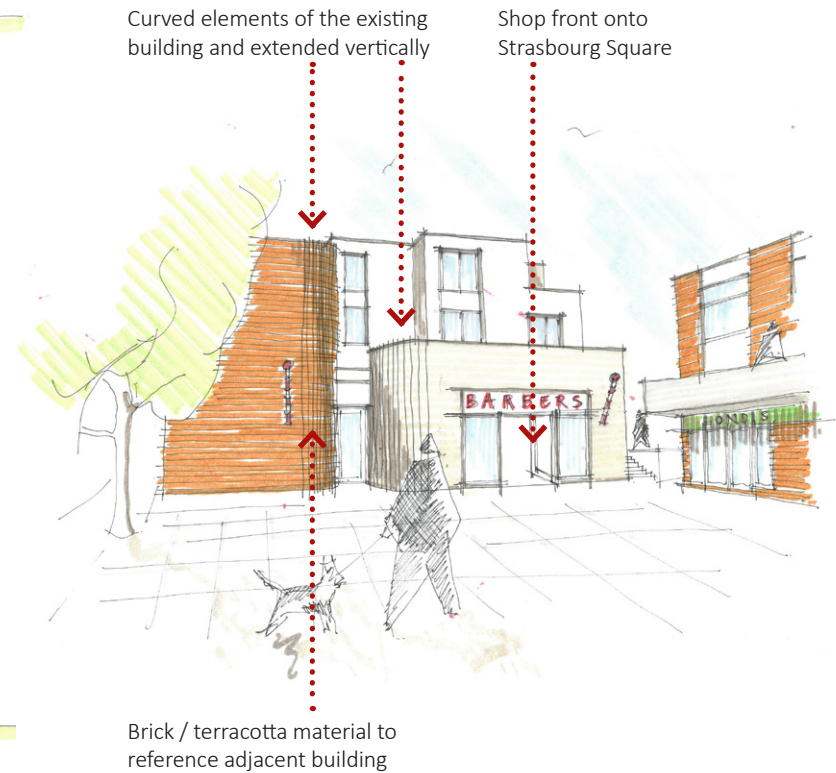 Curved elements of the existing
building and extended vertically
Shop front onto
Strasbourg Square
BARBERS
LONDIS
Brick / terracotta material to
reference adjacent building